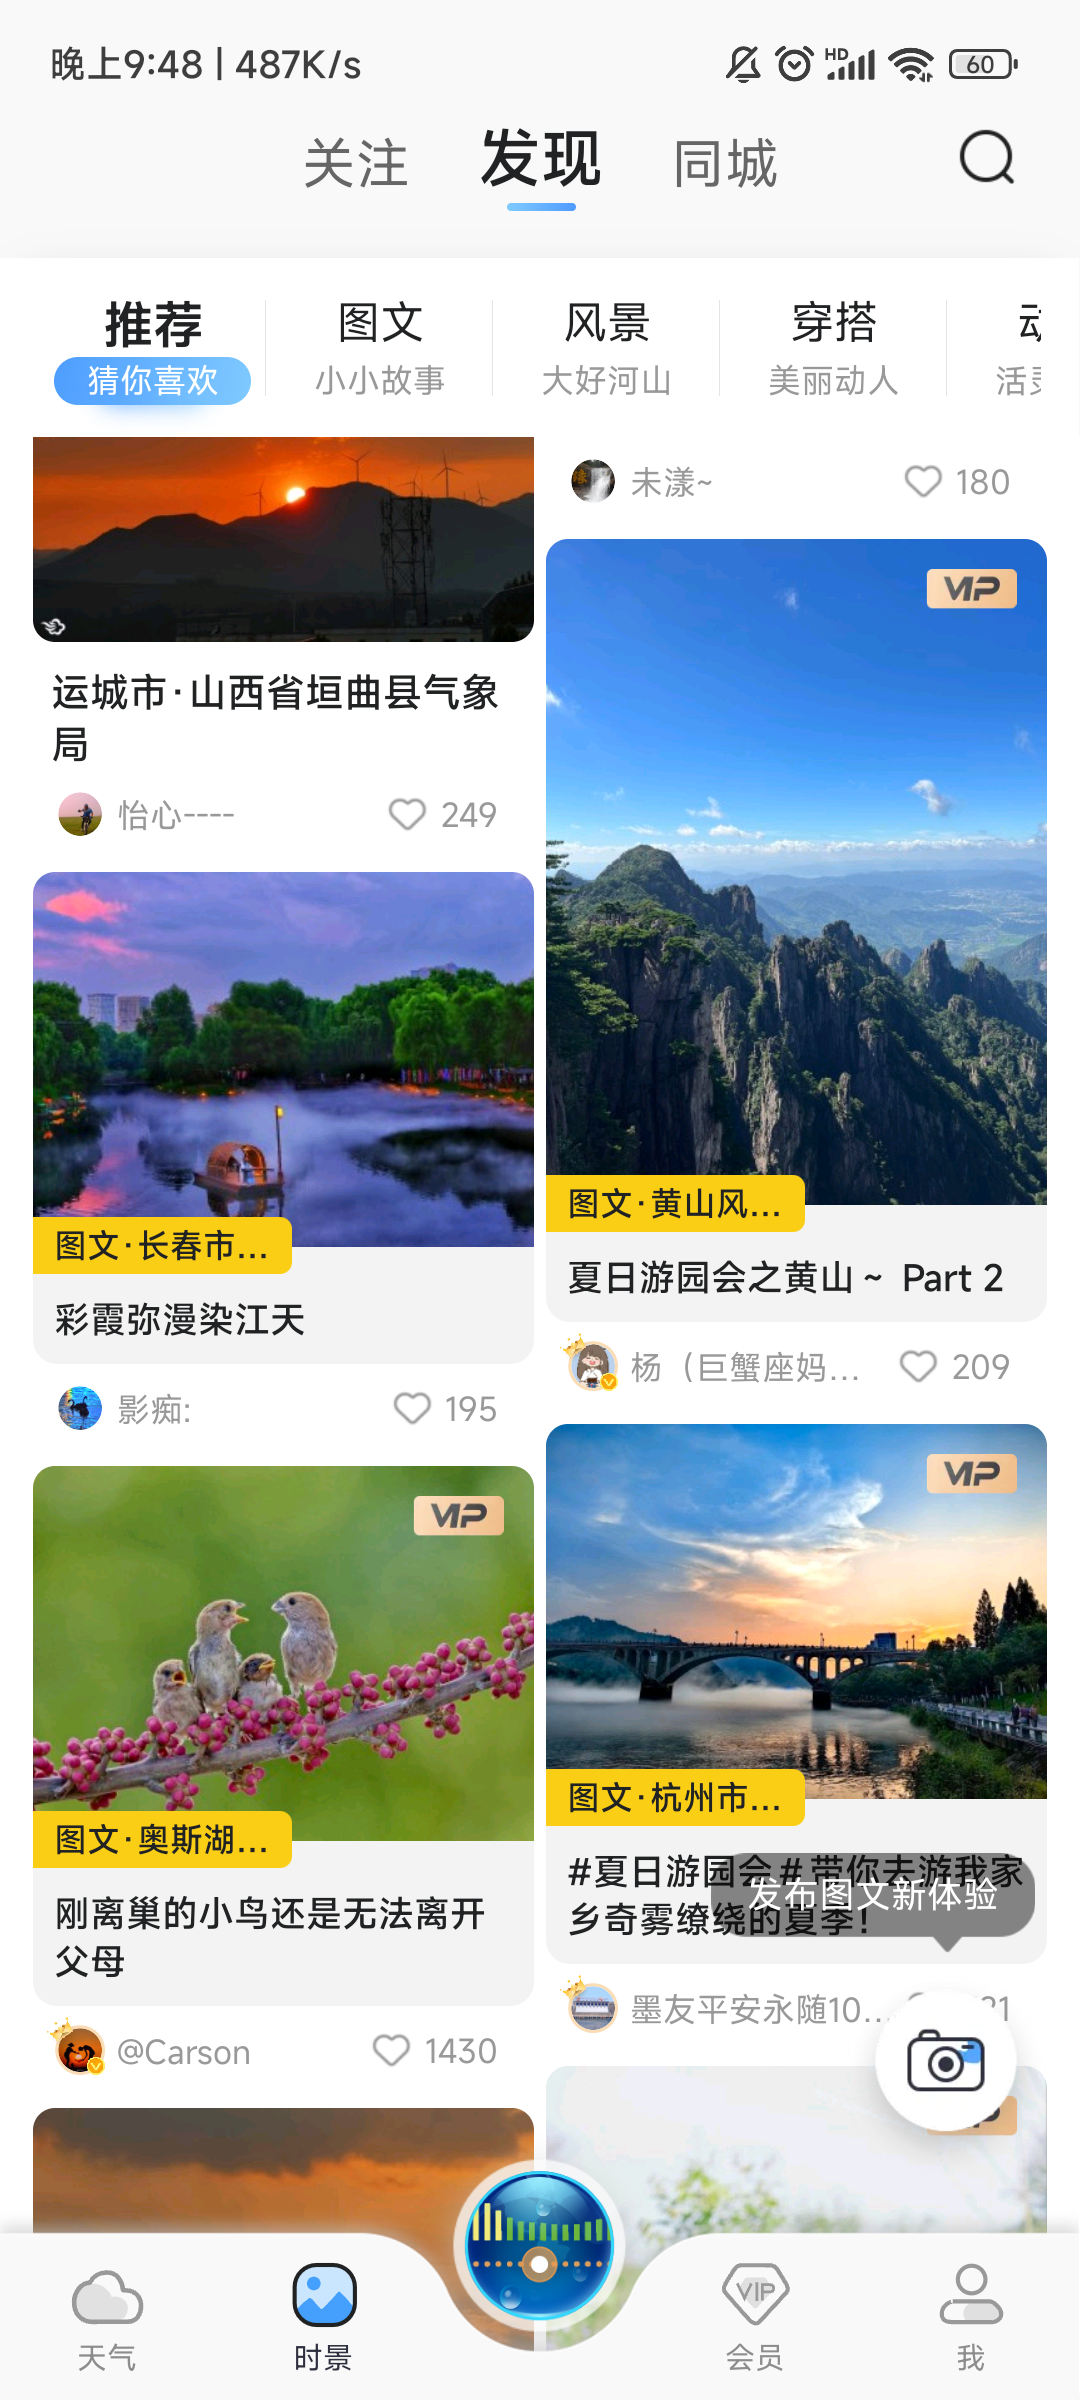 晚上9:48 | 487K/s
HD
60
关注
发现
同城
推荐
猜你喜欢
图文
小小故事
风景
大好河山
穿搭
美丽动人
未漾~
180
运城市·山西省垣曲县气象
局
怡心----
249
图文·长春市...
彩霞弥漫染江天
影痴:
195
VIP
图文·黄山风...
夏日游园会之黄山～ Part 2
杨（巨蟹座妈...
209
VIP
图文·奥斯湖...
刚离巢的小鸟还是无法离开
父母
@Carson
1430
VIP
图文·杭州市...
#夏日游园会#带你去游我家
乡奇雾缭绕的夏季！
发布图文新体验
墨友平安永随10...
天气
时景
VIP
会员
我